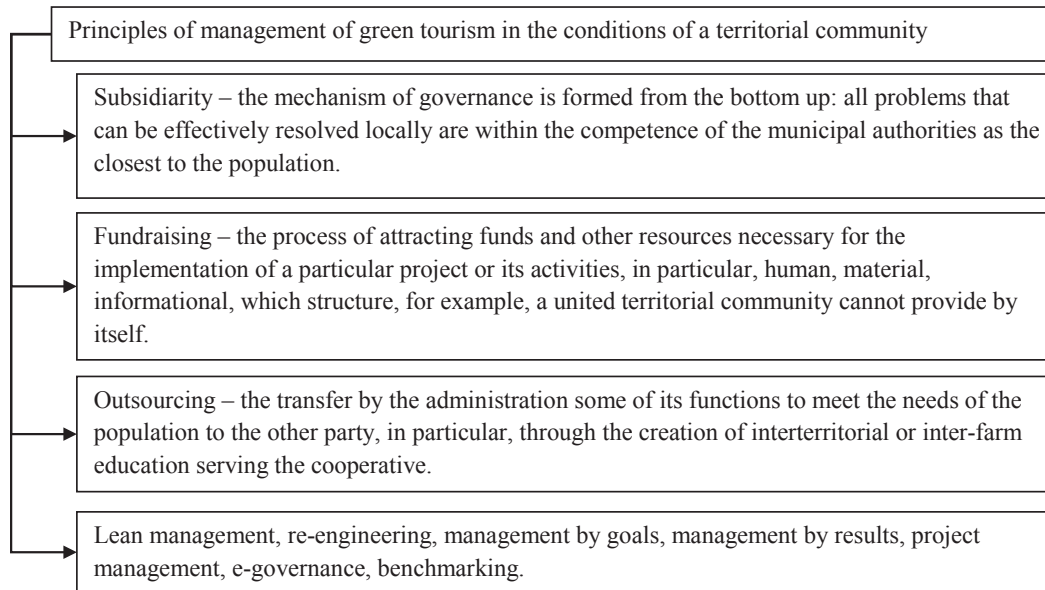 Principles of management of green tourism in the conditions of a territorial community
Subsidiarity – the mechanism of governance is formed from the bottom up: all problems that
can be effectively resolved locally are within the competence of the municipal authorities as the
closest to the population.
Fundraising – the process of attracting funds and other resources necessary for the
implementation of a particular project or its activities, in particular, human, material,
informational, which structure, for example, a united territorial community cannot provide by
itself.
Outsourcing – the transfer by the administration some of its functions to meet the needs of the
population to the other party, in particular, through the creation of interterritorial or inter-farm
education serving the cooperative.
Lean management, re-engineering, management by goals, management by results, project
management, e-governance, benchmarking.